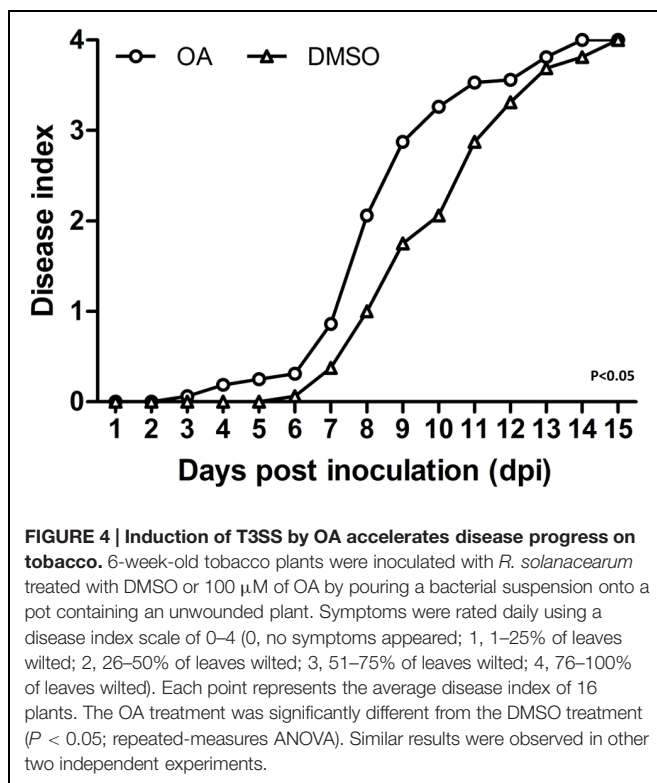 4
OA
DMSO
3
2
1
0
Disease index
P<0.05
1 2 3 4 5 6 7 8 9 10 11 12 13 14 15
Days post inoculation (dpi)
FIGURE 4 | Induction of T3SS by OA accelerates disease progress on
tobacco. 6-week-old tobacco plants were inoculated with R. solanacearum
treated with DMSO or 100 μM of OA by pouring a bacterial suspension onto a
pot containing an unwounded plant. Symptoms were rated daily using a
disease index scale of 0–4 (0, no symptoms appeared; 1, 1–25% of leaves
wilted; 2, 26–50% of leaves wilted; 3, 51–75% of leaves wilted; 4, 76–100%
of leaves wilted). Each point represents the average disease index of 16
plants. The OA treatment was significantly different from the DMSO treatment
(P < 0.05; repeated-measures ANOVA). Similar results were observed in other
two independent experiments.